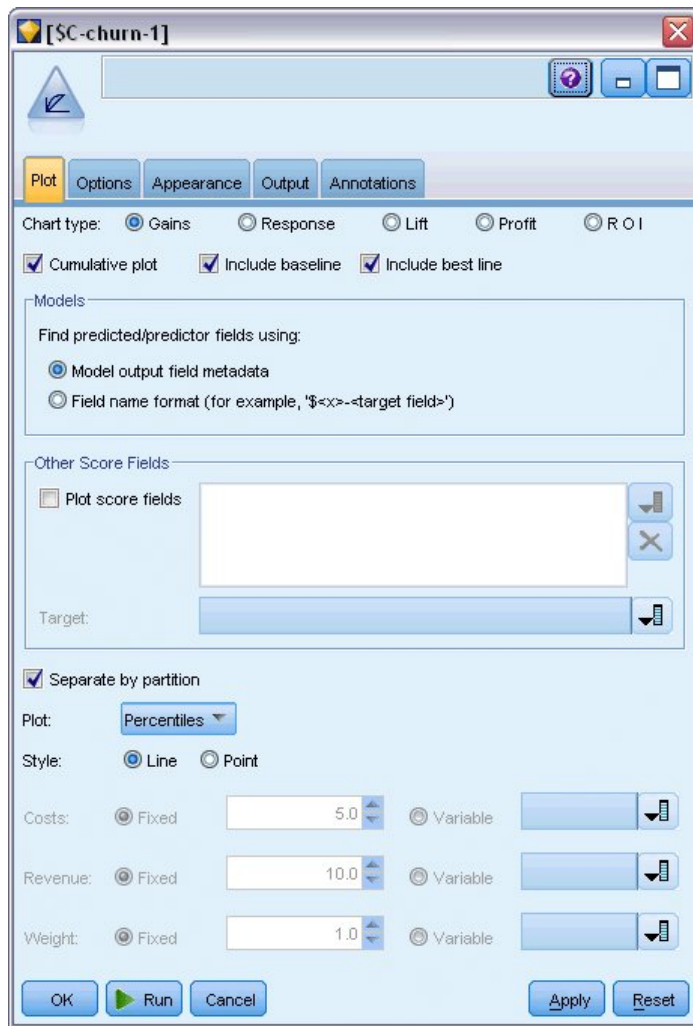 [$C-churn-1]
?
Plot Options Appearance Output Annotations
Chart type: Gains Response Lift Profit R O I
Cumulative plot Include baseline Include best line
Models
Find predicted/predictor fields using:
Model output field metadata
Field name format (for example, '$<x>-<target field>')
Other Score Fields
Plot score fields
Target:
Separate by partition
Plot: Percentiles
Style: Line Point
Costs: Fixed 5.0 Variable
Revenue: Fixed 10.0 Variable
Weight: Fixed 1.0 Variable
OK Run Cancel Apply Reset